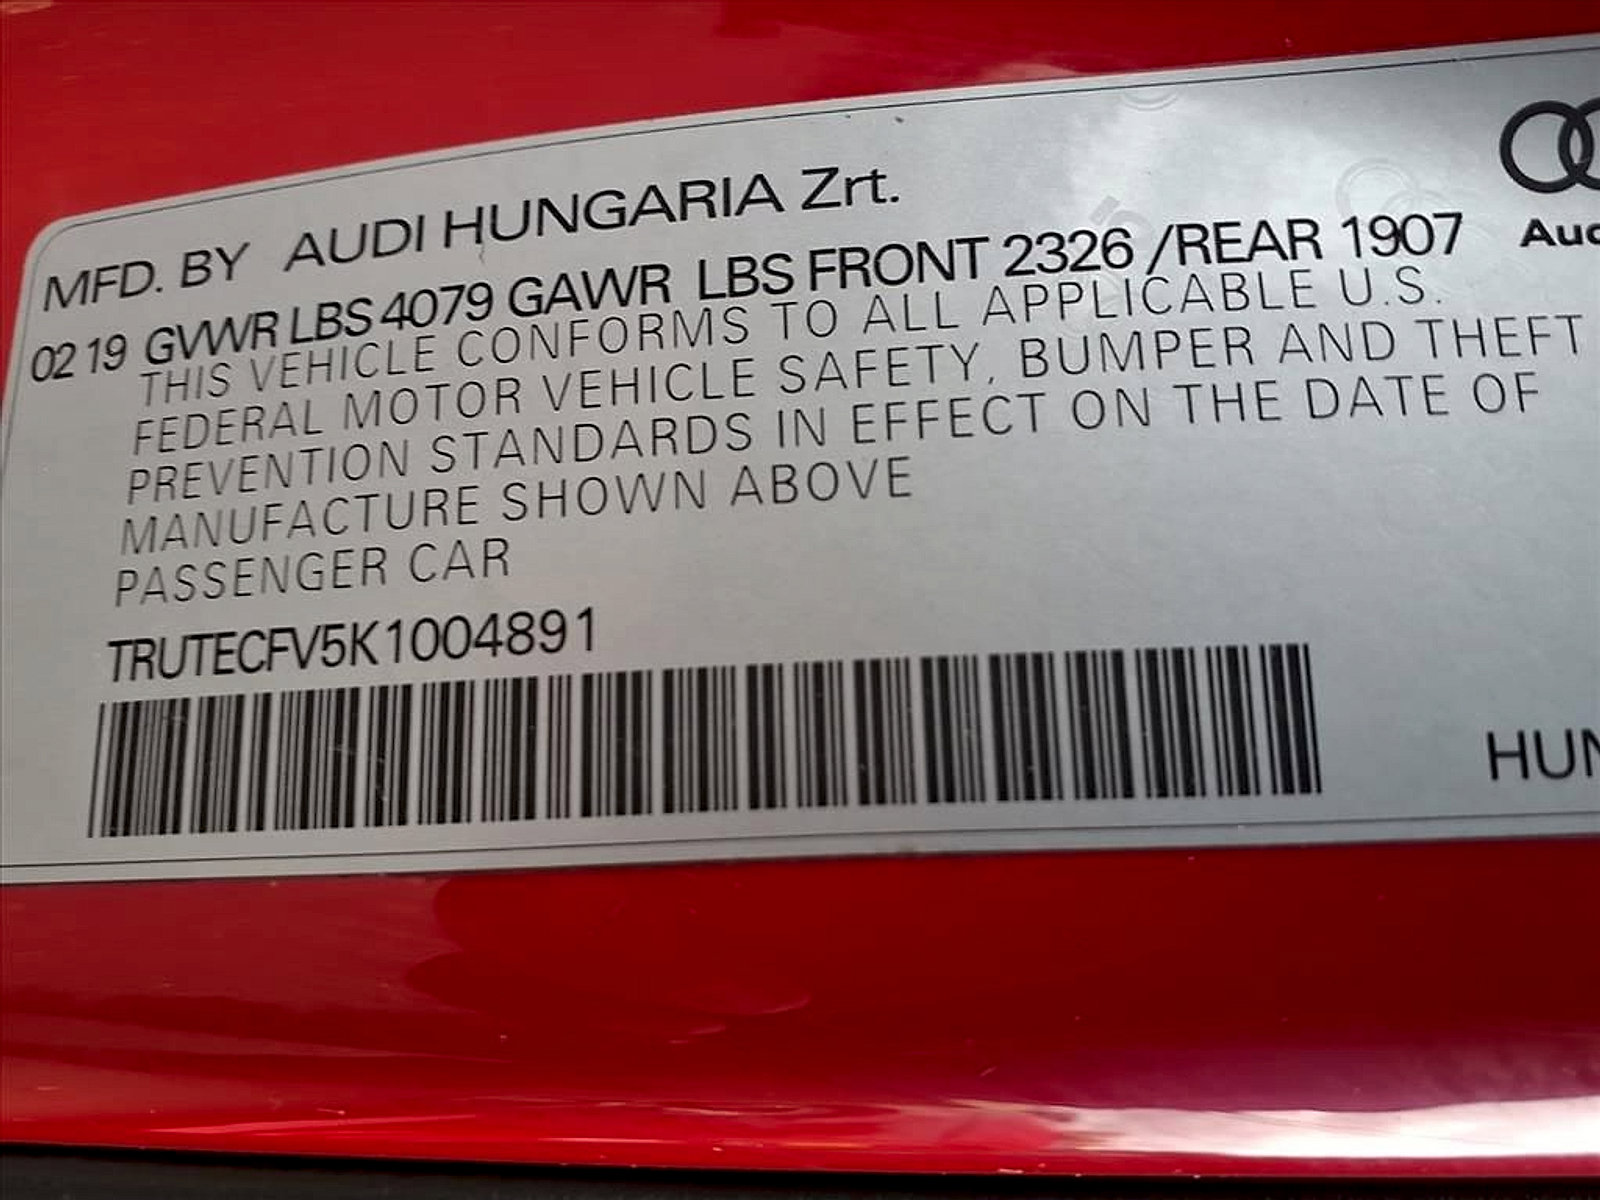 MFD. BY AUDI HUNGARIA Zrt.
02 19 GVWR LBS 4079 GAWR LBS FRONT 2326 /REAR 1907
THIS VEHICLE CONFORMS TO ALL APPLICABLE U.S.
FEDERAL MOTOR VEHICLE SAFETY, BUMPER AND THEFT
PREVENTION STANDARDS IN EFFECT ON THE DATE OF
MANUFACTURE SHOWN ABOVE
PASSENGER CAR
TRUTECFV5K1004891